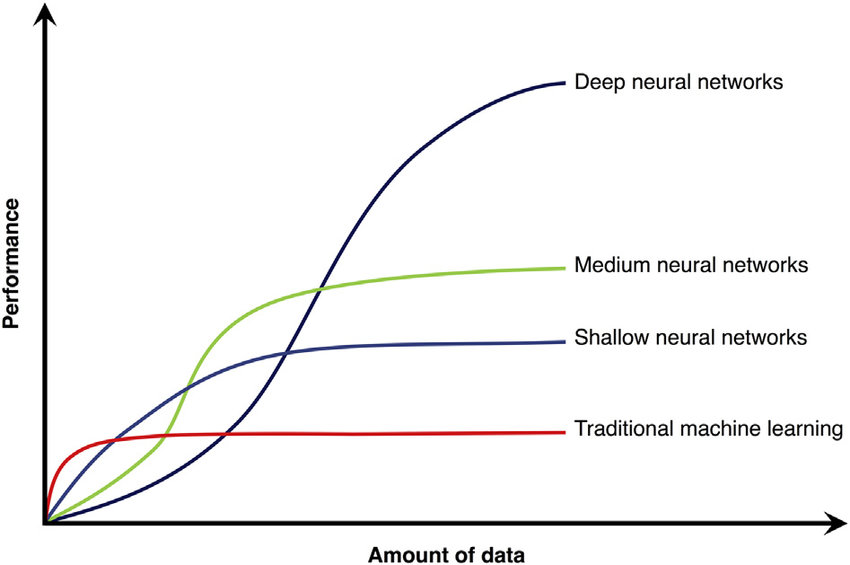 Deep neural networks
Medium neural networks
Shallow neural networks
Traditional machine learning
Performance
Amount of data